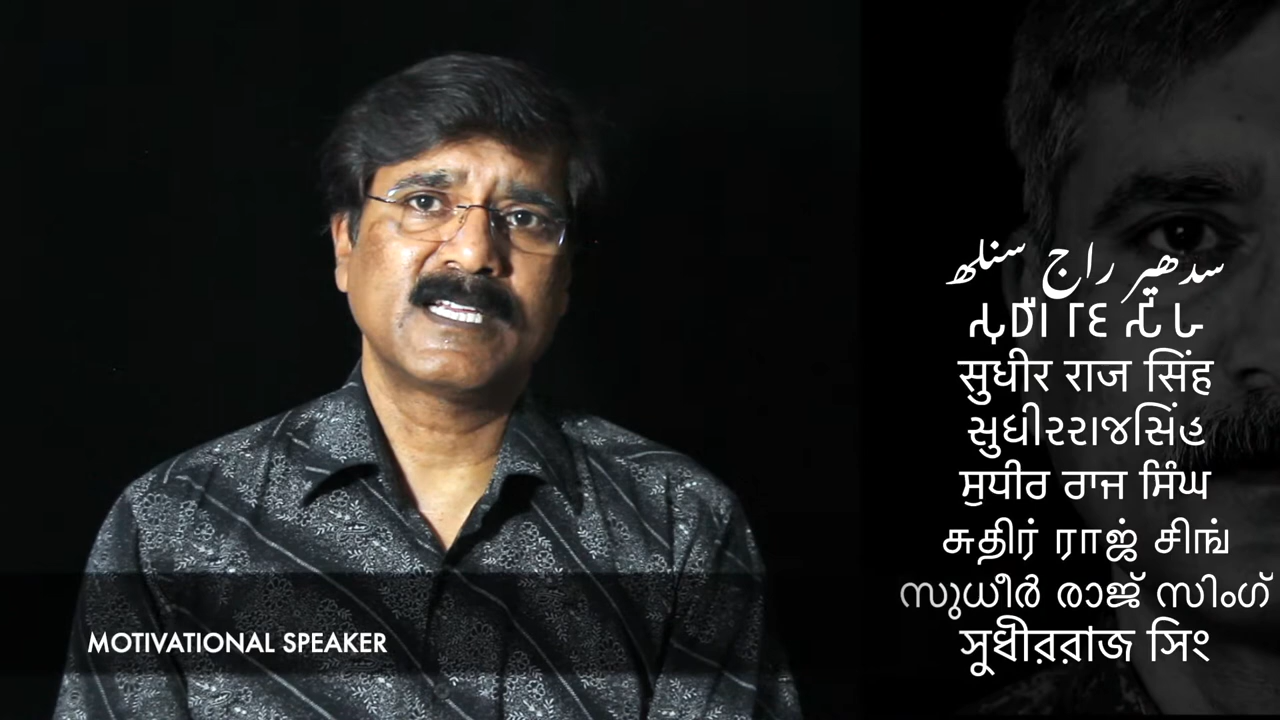 سدھیر راج سنلھ
सुधीर राज सिंह
સુધીરરાજસિંહ
ਸੁਧੀਰ ਰਾਜ ਸਿੰਘ
சுதிர் ராஜ் சிங்
സുധീർ രാജ് സിംഗ്
সুধীররাজ সিং
MOTIVATIONAL SPEAKER